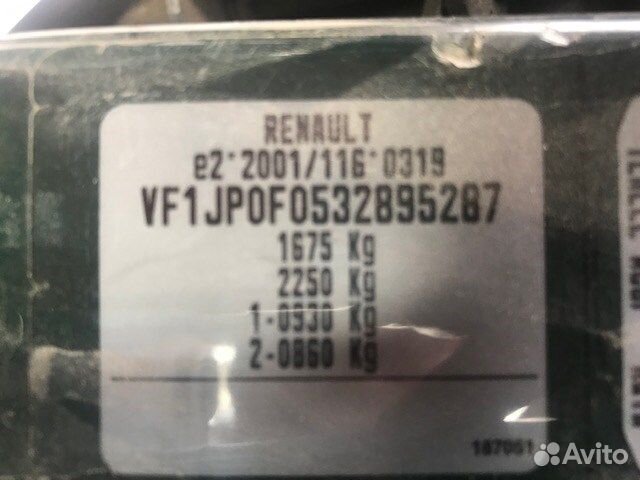 RENAULT
e2*2001/116*0319
VF1JP0F0532895287
1675 Kg
2250 Kg
1-0930 Kg
2-0860 Kg
Avito